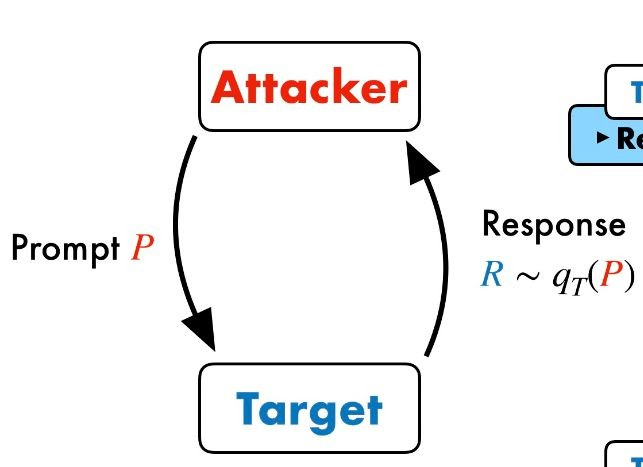 Attacker
Prompt P
Response
R ~ q_T(P)
Target